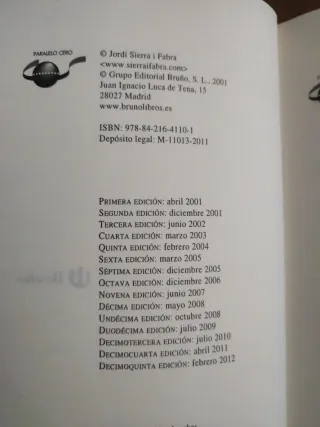 PARALELO CERO
© Jordi Sierra i Fabra
<www.sierraifabra.com>
© Grupo Editorial Bruño, S. L., 2001
Juan Ignacio Luca de Tena, 15
28027 Madrid
www.brunolibros.es
ISBN: 978-84-216-4110-1
Depósito legal: M-11013-2011
PRIMERA EDICIÓN: abril 2001
SEGUNDA EDICIÓN: diciembre 2001
TERCERA EDICIÓN: junio 2002
CUARTA EDICIÓN: marzo 2003
QUINTA EDICIÓN: febrero 2004
SEXTA EDICIÓN: marzo 2005
SÉPTIMA EDICIÓN: diciembre 2005
OCTAVA EDICIÓN: diciembre 2006
NOVENA EDICIÓN: junio 2007
DÉCIMA EDICIÓN: mayo 2008
UNDÉCIMA EDICIÓN: octubre 2008
DUODÉCIMA EDICIÓN: julio 2009
DECIMOTERCERA EDICIÓN: julio 2010
DECIMOCUARTA EDICIÓN: abril 2011
DECIMOQUINTA EDICIÓN: febrero 2012